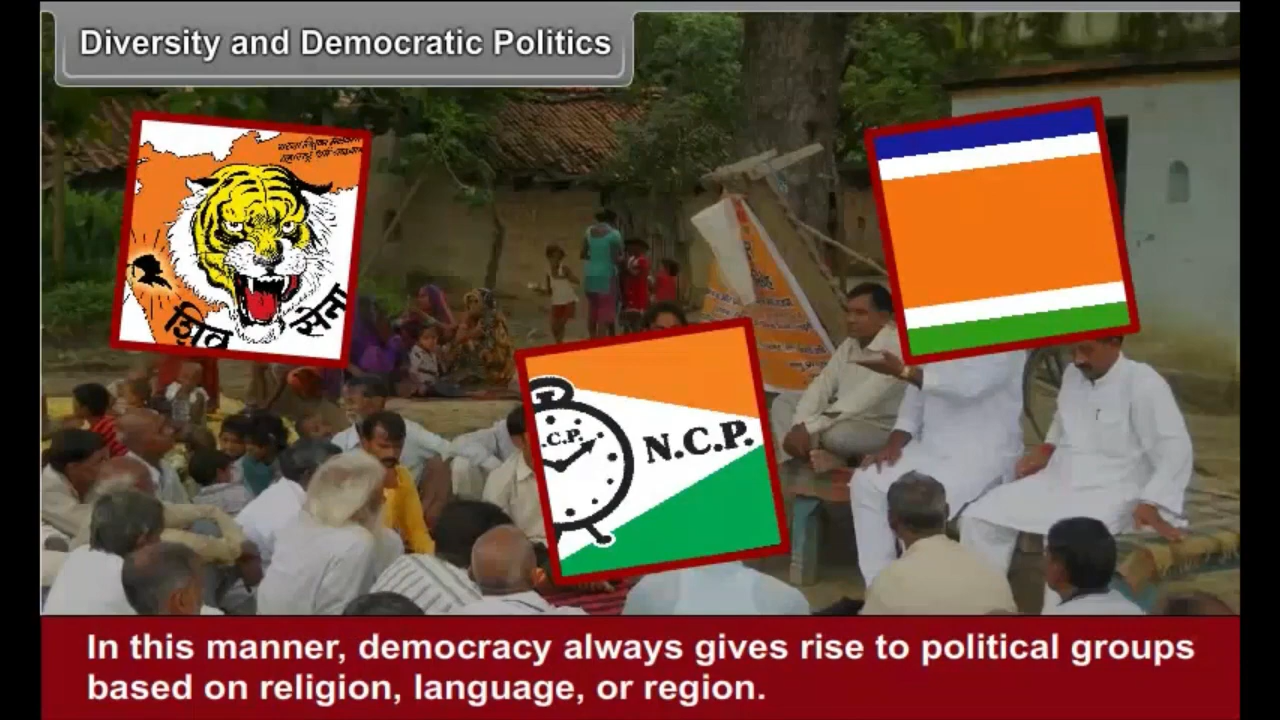 Diversity and Democratic Politics
शिव सेना
N.C.P.
.C.P.
In this manner, democracy always gives rise to political groups
based on religion, language, or region.